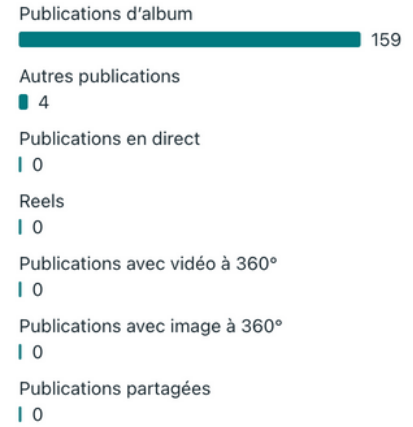 Publications d’album
159
Autres publications
4
Publications en direct
0
Reels
0
Publications avec vidéo à 360°
0
Publications avec image à 360°
0
Publications partagées
0